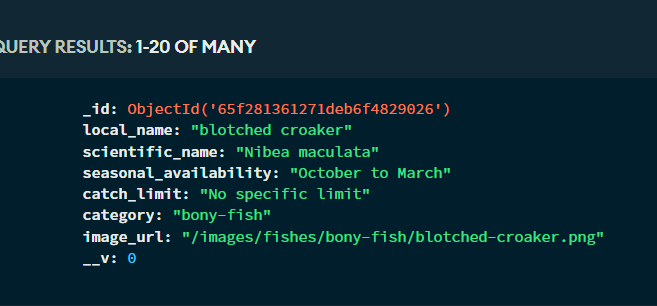 QUERY RESULTS: 1-20 OF MANY
_id: ObjectId('65f281361271deb6f4829026')
local_name: "blotched croaker"
scientific_name: "Nibea maculata"
seasonal_availability: "October to March"
catch_limit: "No specific limit"
category: "bony-fish"
image_url: "/images/fishes/bony-fish/blotched-croaker.png"
__v: 0